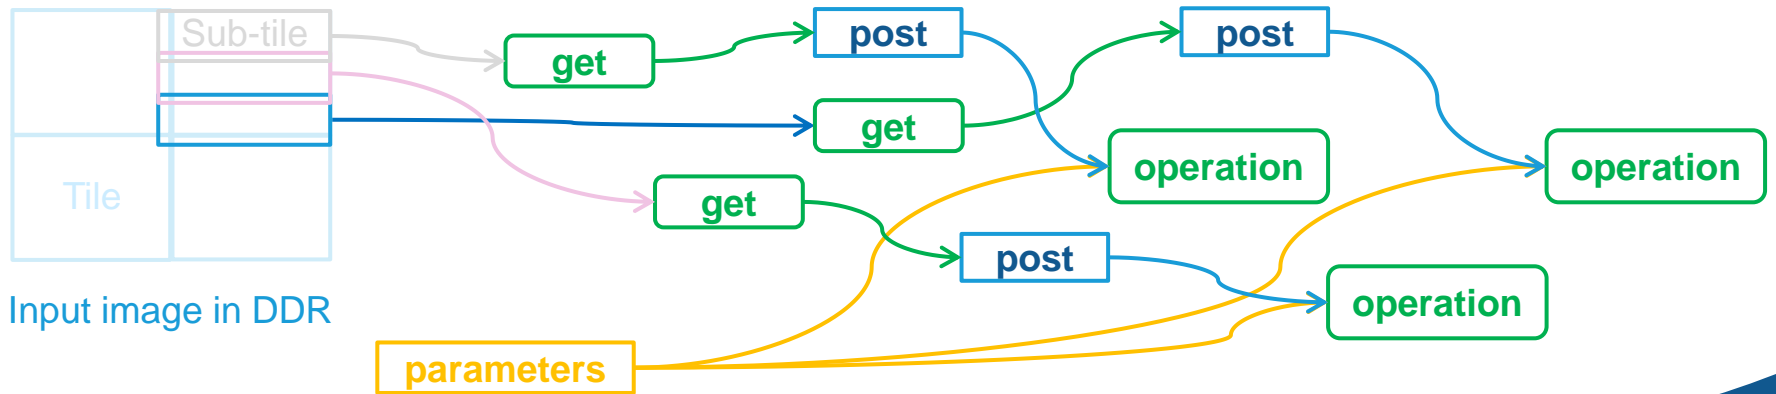 Sub-tile
get
post
post
get
operation
operation
Tile
get
post
Input image in DDR
operation
parameters